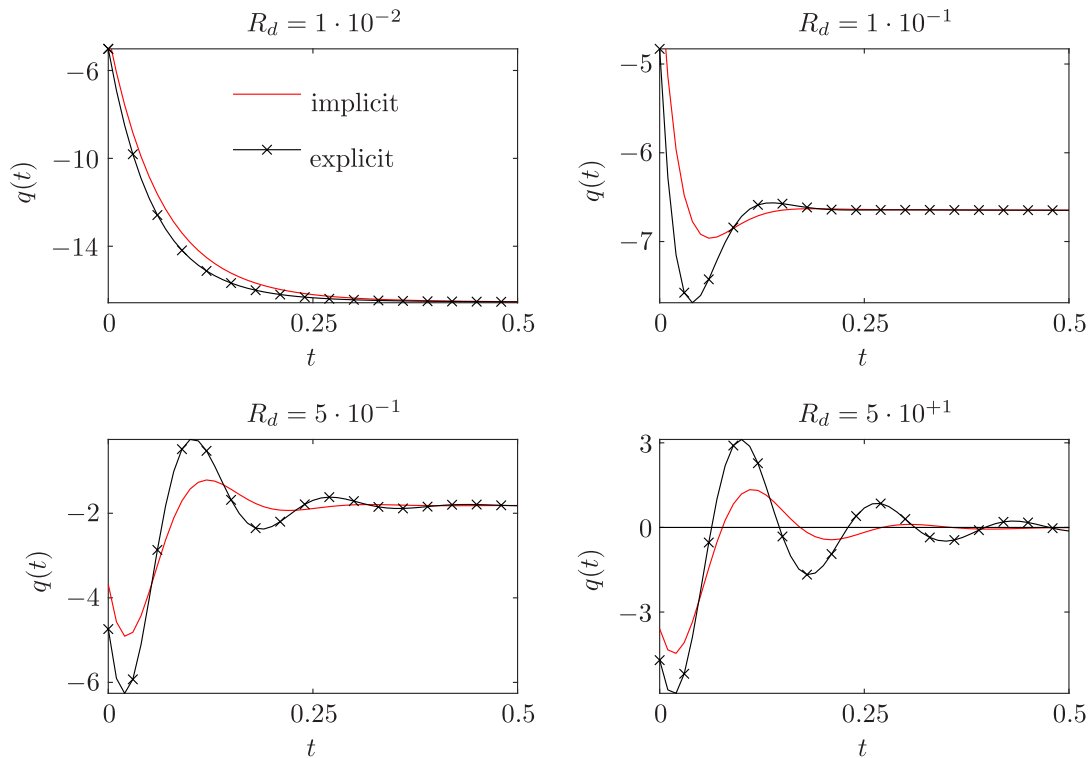 R_d = 1 · 10^{-2}
q(t)
−6
−10
−14
implicit
explicit
0
0.25
0.5
t
R_d = 1 · 10^{-1}
q(t)
−5
−6
−7
0
0.25
0.5
t
R_d = 5 · 10^{-1}
q(t)
−2
−4
−6
0
0.25
0.5
t
R_d = 5 · 10^{+1}
q(t)
3
0
−3
0
0.25
0.5
t